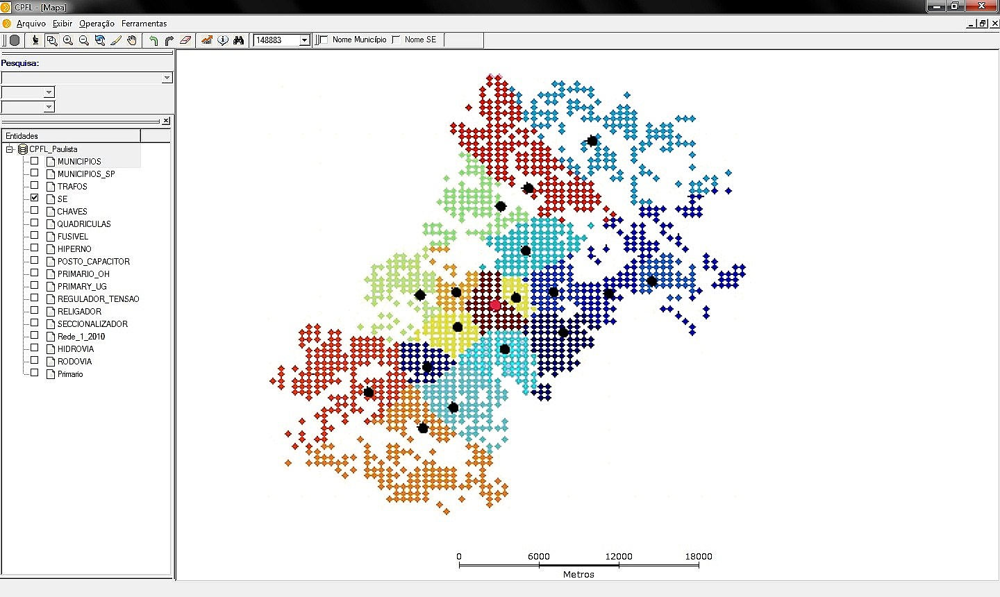 CPFL - [Mapa]
Arquivo Exibir Operação Ferramentas
148883 Nome Município Nome SE
Pesquisa:
Entidades
CPFL_Paulista
MUNICIPIOS
MUNICIPIOS_SP
TRAFOS
SE
CHAVES
QUADRICULAS
FUSIVEL
HIPERNO
POSTO_CAPACITOR
PRIMARIO_OH
PRIMARY_UG
REGULADOR_TENSAO
RELIGADOR
SECCIONALIZADOR
Rede_1_2010
HIDROVIA
RODOVIA
Primario
0 6000 12000 18000
Metros